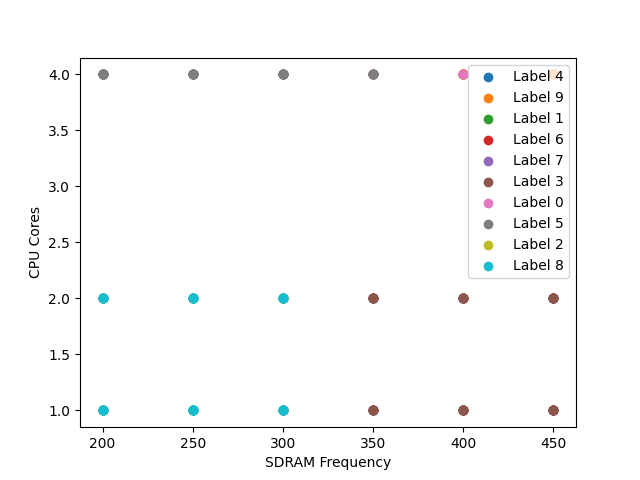 4.0
3.5
3.0
2.5
2.0
1.5
1.0
CPU Cores
200
250
300
350
400
450
SDRAM Frequency
Label 4
Label 9
Label 1
Label 6
Label 7
Label 3
Label 0
Label 5
Label 2
Label 8